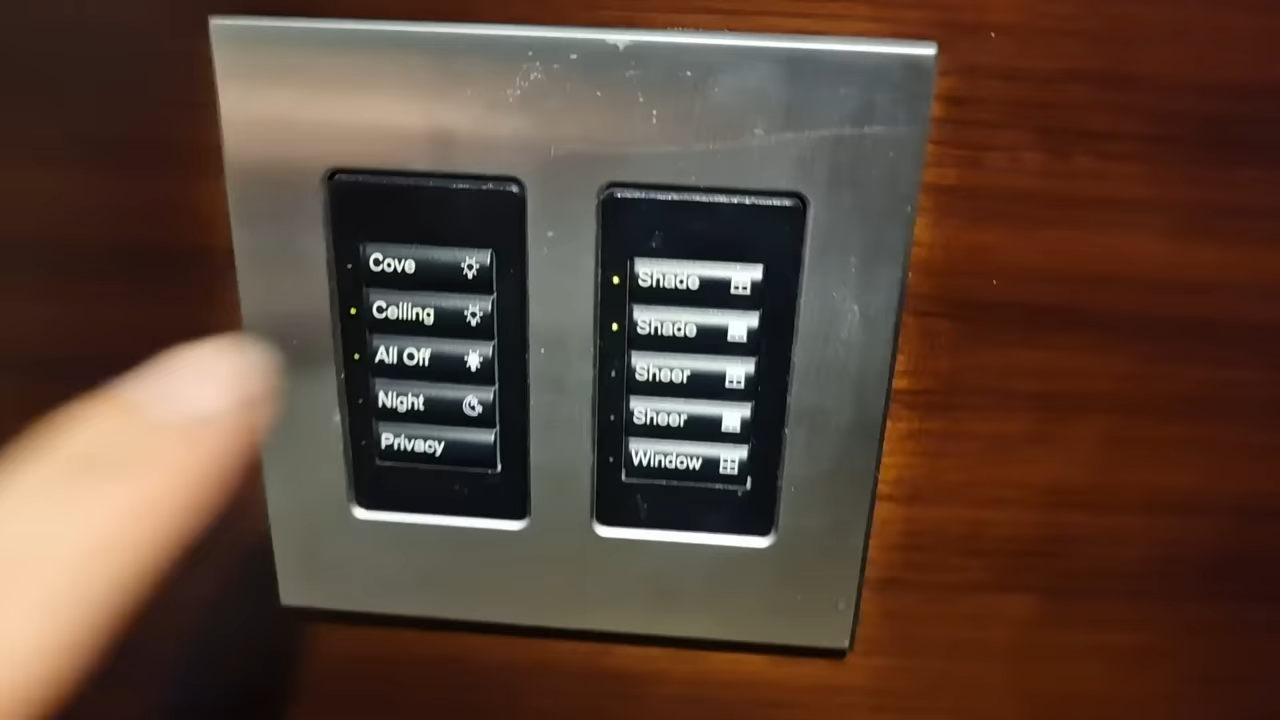 Cove
Ceiling
All Off
Night
Privacy
Shade
Shade
Sheer
Sheer
Window